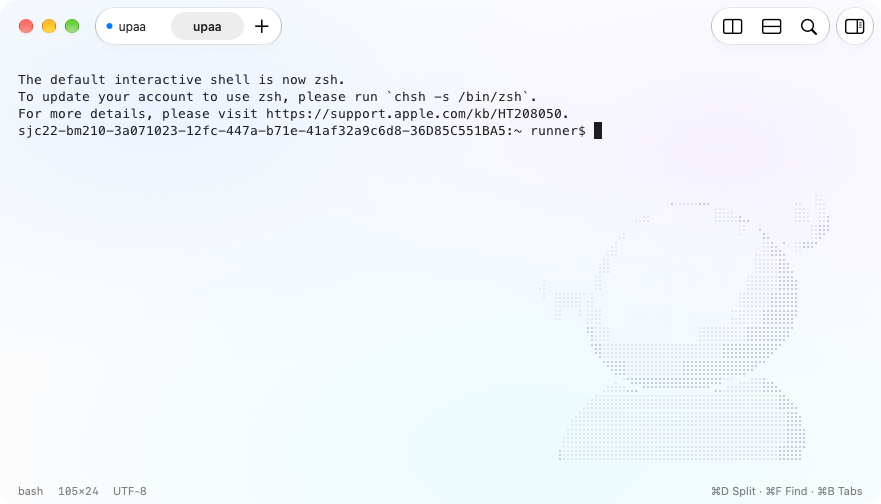 upaa
upaa
The default interactive shell is now zsh.
To update your account to use zsh, please run `chsh -s /bin/zsh`.
For more details, please visit https://support.apple.com/kb/HT208050.
sjc22-bm210-3a071023-12fc-447a-b71e-41af32a9c6d8-36D85C551BA5:~ runner$
bash 105×24 UTF-8
⌘D Split · ⌘F Find · ⌘B Tabs